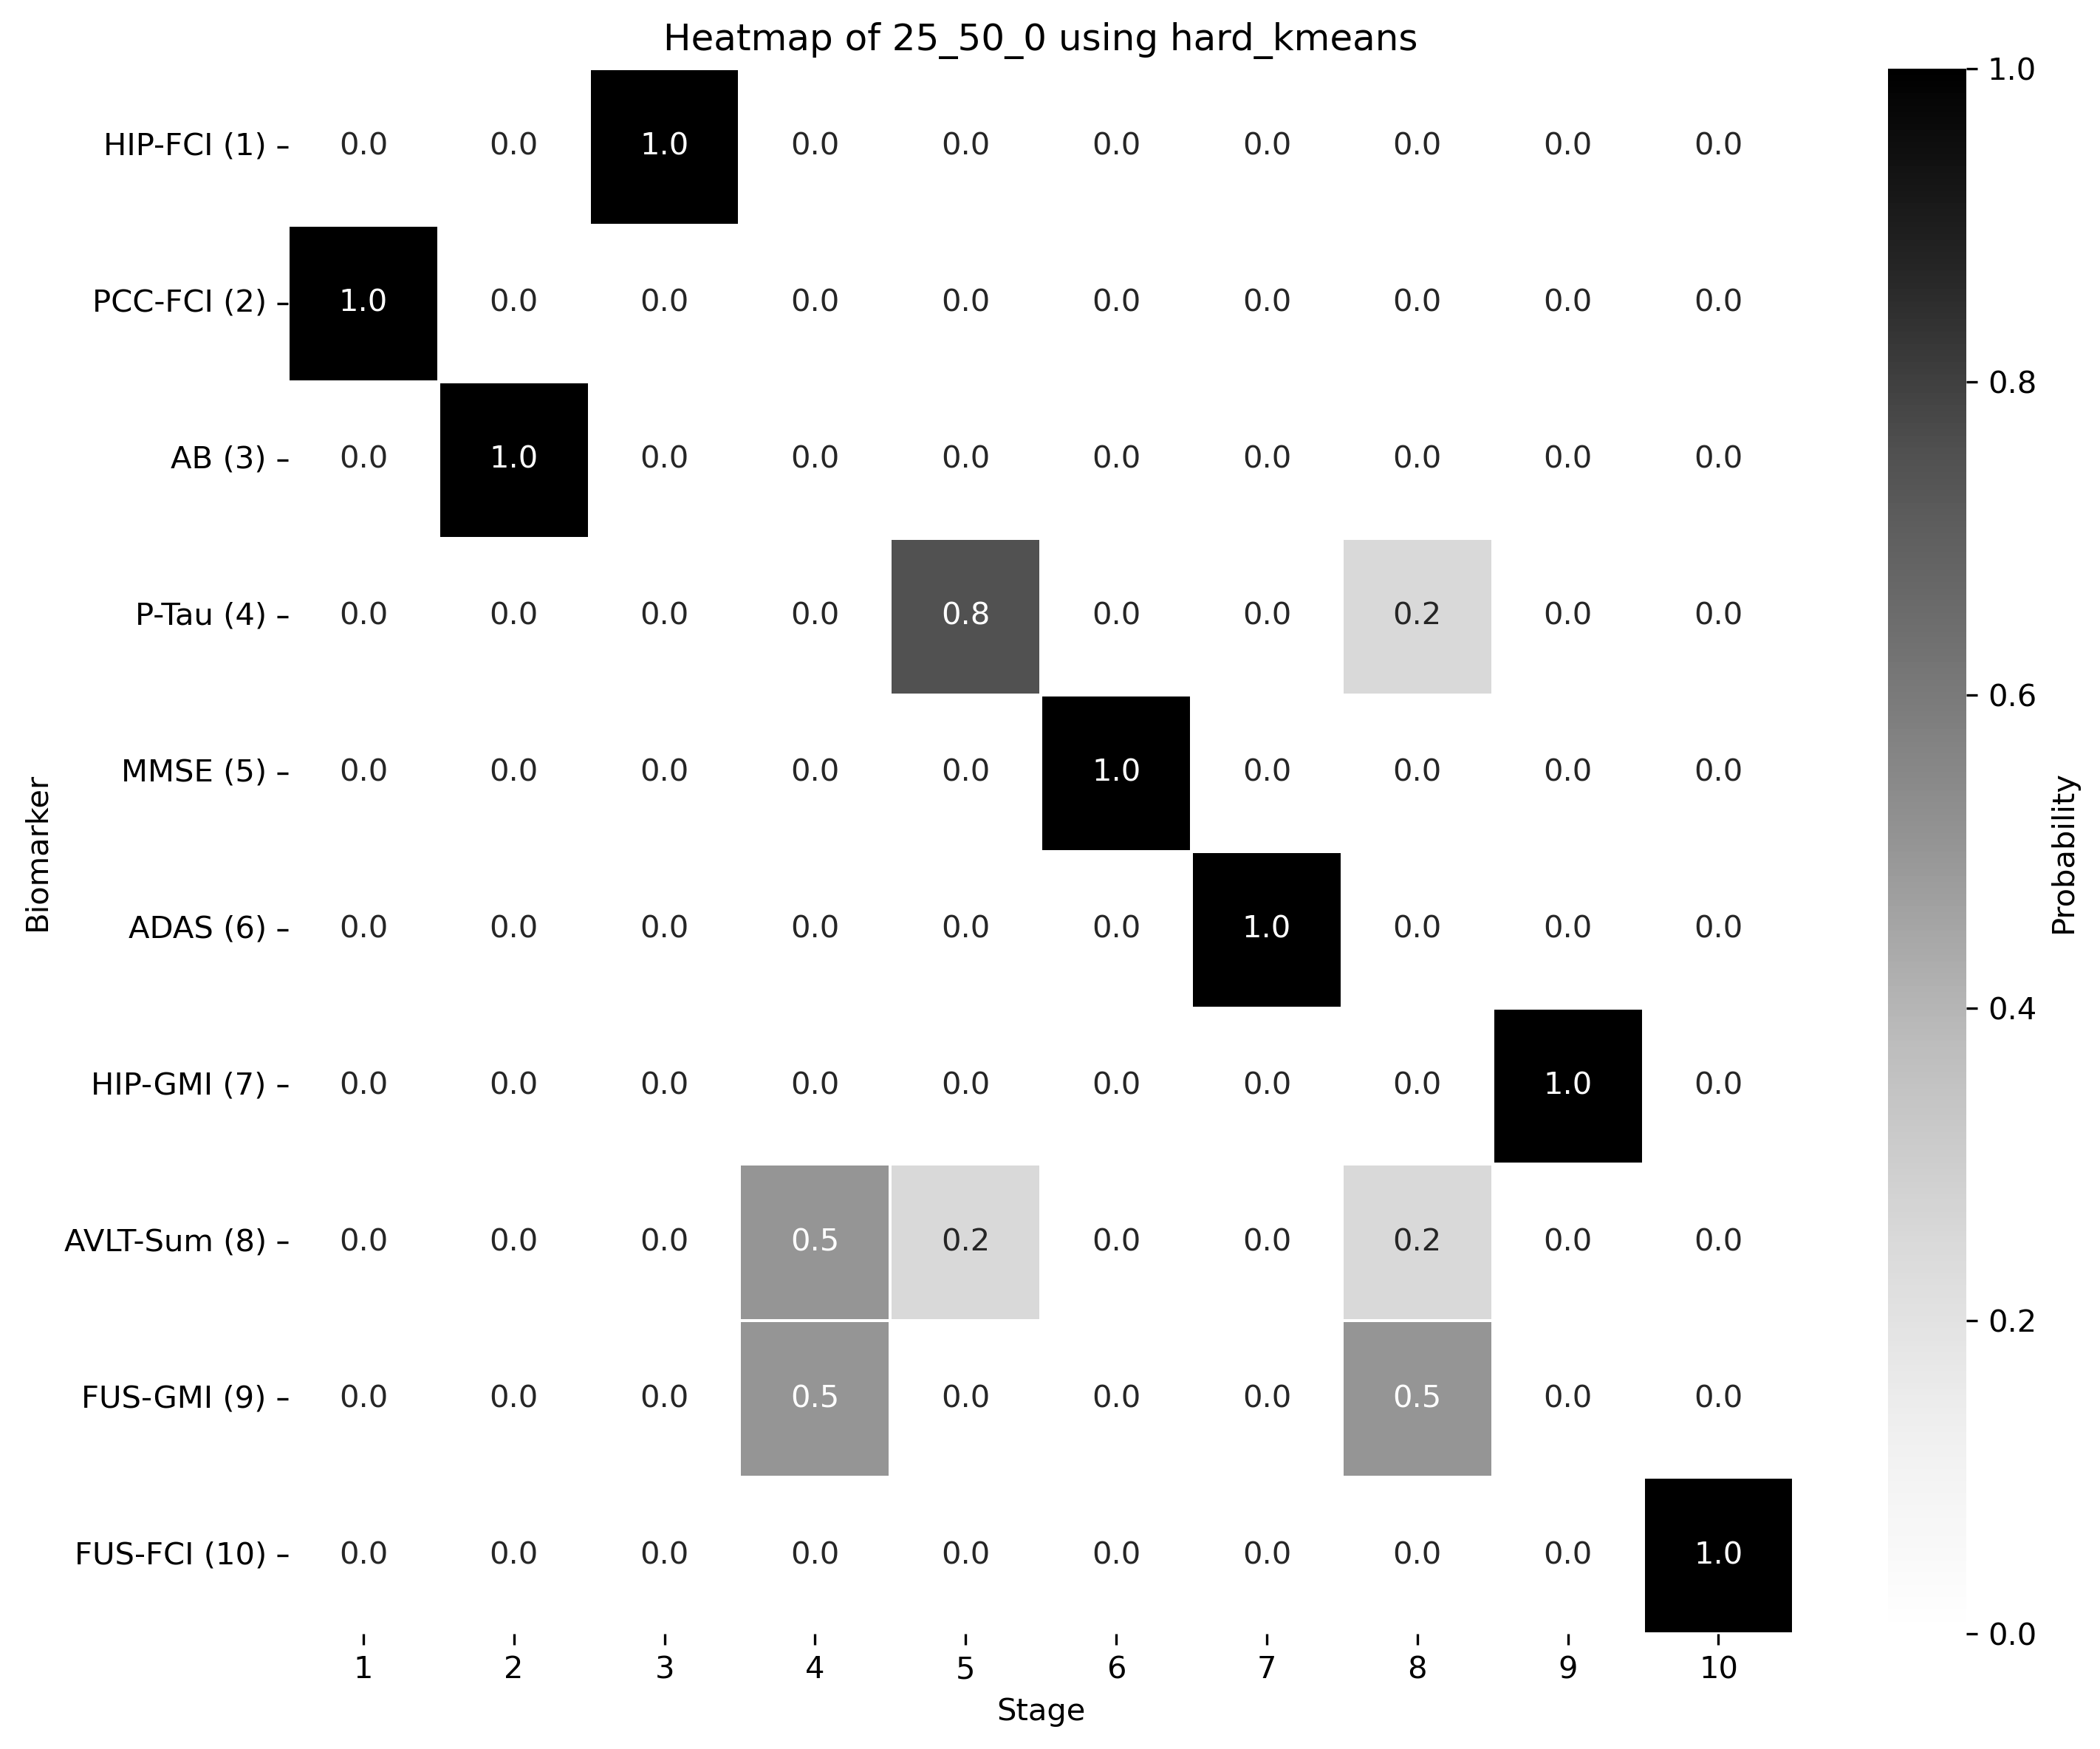 Heatmap of 25_50_0 using hard_kmeans
HIP-FCI (1) 0.0 0.0 1.0 0.0 0.0 0.0 0.0 0.0 0.0 0.0
PCC-FCI (2) 1.0 0.0 0.0 0.0 0.0 0.0 0.0 0.0 0.0 0.0
AB (3) 0.0 1.0 0.0 0.0 0.0 0.0 0.0 0.0 0.0 0.0
P-Tau (4) 0.0 0.0 0.0 0.0 0.8 0.0 0.0 0.2 0.0 0.0
MMSE (5) 0.0 0.0 0.0 0.0 0.0 1.0 0.0 0.0 0.0 0.0
ADAS (6) 0.0 0.0 0.0 0.0 0.0 0.0 1.0 0.0 0.0 0.0
HIP-GMI (7) 0.0 0.0 0.0 0.0 0.0 0.0 0.0 0.0 1.0 0.0
AVLT-Sum (8) 0.0 0.0 0.0 0.5 0.2 0.0 0.0 0.2 0.0 0.0
FUS-GMI (9) 0.0 0.0 0.0 0.5 0.0 0.0 0.0 0.5 0.0 0.0
FUS-FCI (10) 0.0 0.0 0.0 0.0 0.0 0.0 0.0 0.0 0.0 1.0
1 2 3 4 5 6 7 8 9 10
Stage
Biomarker
1.0
0.8
0.6
0.4
0.2
0.0
Probability